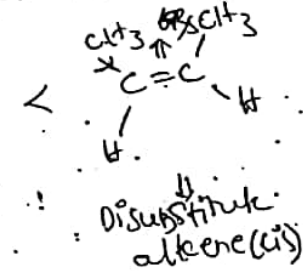 CH3 CH3
C=C
H H
Disubstitute
alkene (cis)